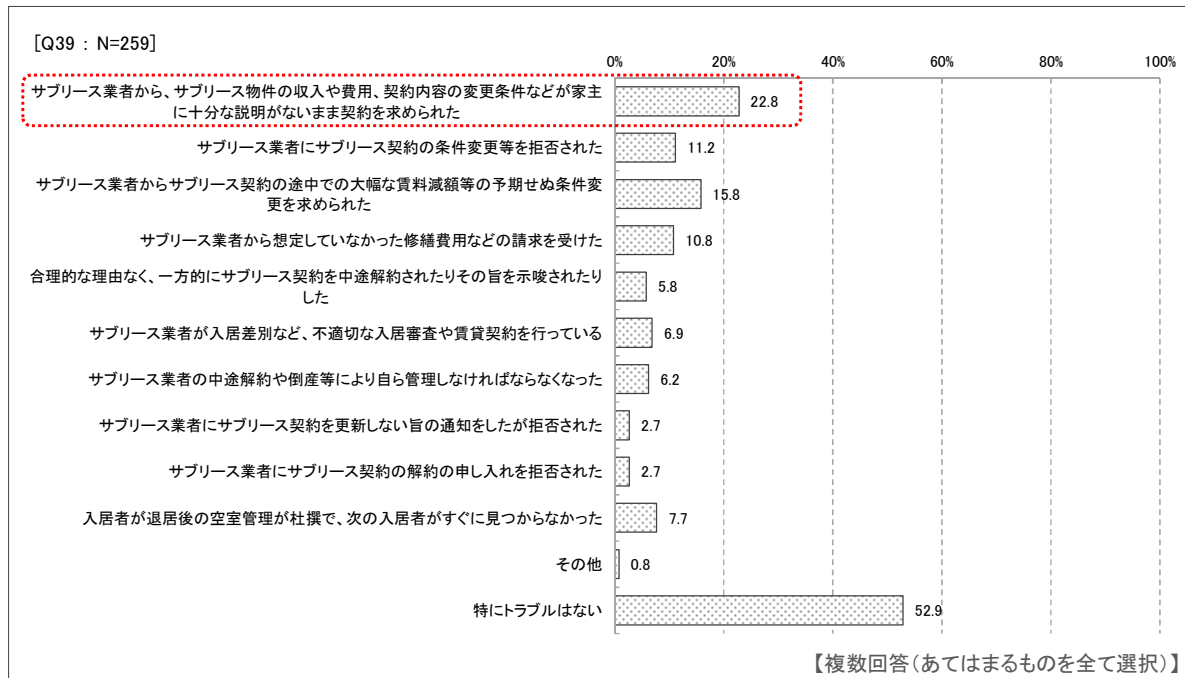 [Q39 : N=259]
0% 20% 40% 60% 80% 100%
サブリース業者から、サブリース物件の収入や費用、契約内容の変更条件などが家主
に十分な説明がないまま契約を求められた
22.8
サブリース業者にサブリース契約の条件変更等を拒否された
11.2
サブリース業者からサブリース契約の途中での大幅な賃料減額等の予期せぬ条件変
更を求められた
15.8
サブリース業者から想定していなかった修繕費用などの請求を受けた
10.8
合理的な理由なく、一方的にサブリース契約を中途解約されたりその旨を示唆されたり
した
5.8
サブリース業者が入居差別など、不適切な入居審査や賃貸契約を行っている
6.9
サブリース業者の中途解約や倒産等により自ら管理しなければならなくなった
6.2
サブリース業者にサブリース契約を更新しない旨の通知をしたが拒否された
2.7
サブリース業者にサブリース契約の解約の申し入れを拒否された
2.7
入居者が退居後の空室管理が杜撰で、次の入居者がすぐに見つからなかった
7.7
その他
0.8
特にトラブルはない
52.9
【複数回答(あてはまるものを全て選択)】